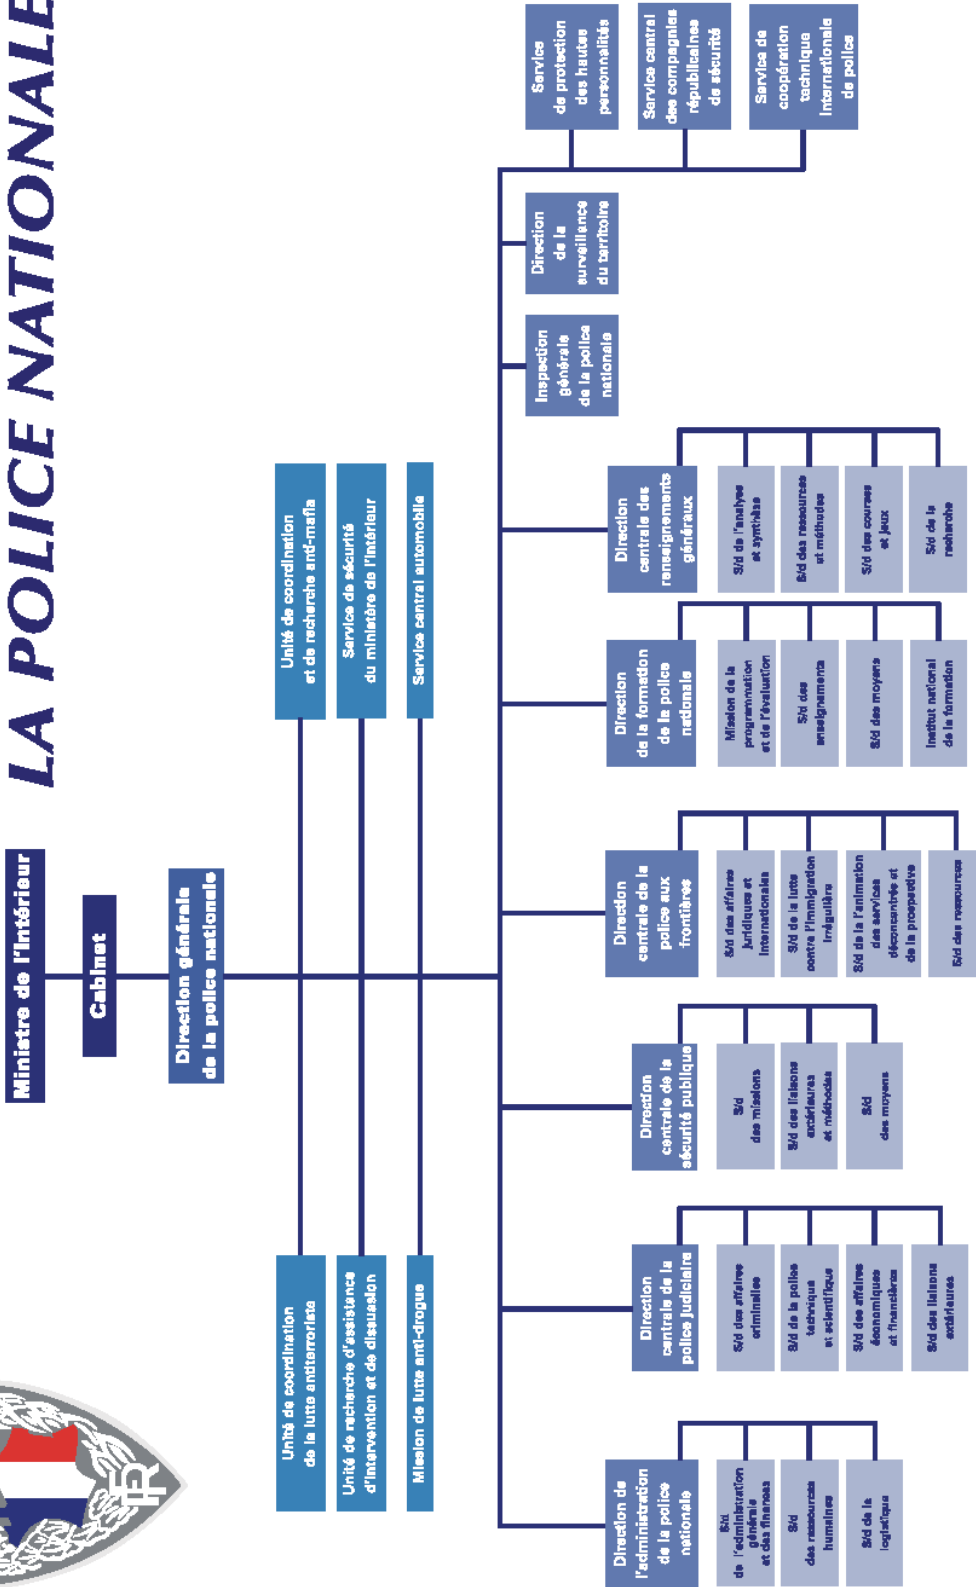 LA POLICE NATIONALE
Ministre de l'Intérieur
Cabinet
Direction générale
de la police nationale
Unité de coordination
de la lutte antiterroriste
Unité de recherche d'assistance
d'intervention et de dissuasion
Mission de lutte anti-drogue
Unité de coordination
et de recherche anti-mafia
Service de sécurité
du ministère de l'Intérieur
Service central automobile
Direction de
l'administration
de la police
nationale
S/d
de l'administration
générale
et des finances
S/d
des ressources
humaines
S/d de la
logistique
Direction
centrale de la
police judiciaire
S/d des affaires
criminelles
S/d de la police
technique
et scientifique
S/d des affaires
économiques
et financières
S/d des liaisons
extérieures
Direction
centrale de la
sécurité publique
S/d
des missions
S/d des liaisons
extérieures
et méthodes
S/d
des moyens
Direction
centrale de la
police aux
frontières
S/d des affaires
juridiques et
internationales
S/d de la lutte
contre l'immigration
irrégulière
S/d de l'animation
des services
déconcentrés et
de la prospective
S/d des ressources
Direction
de la formation
de la police
nationale
Mission de la
programmation
et de l'évaluation
S/d des
enseignements
S/d des moyens
Institut national
de la formation
Direction
centrale des
renseignements
généraux
S/d de l'analyse
et synthèse
S/d des ressources
et méthodes
S/d des courses
et jeux
S/d de la
recherche
Inspection
générale
de la police
nationale
Direction
de la
surveillance
du territoire
Service
de protection
des hautes
personnalités
Service central
des compagnies
républicaines
de sécurité
Service de
coopération
technique
internationale
de police
RF